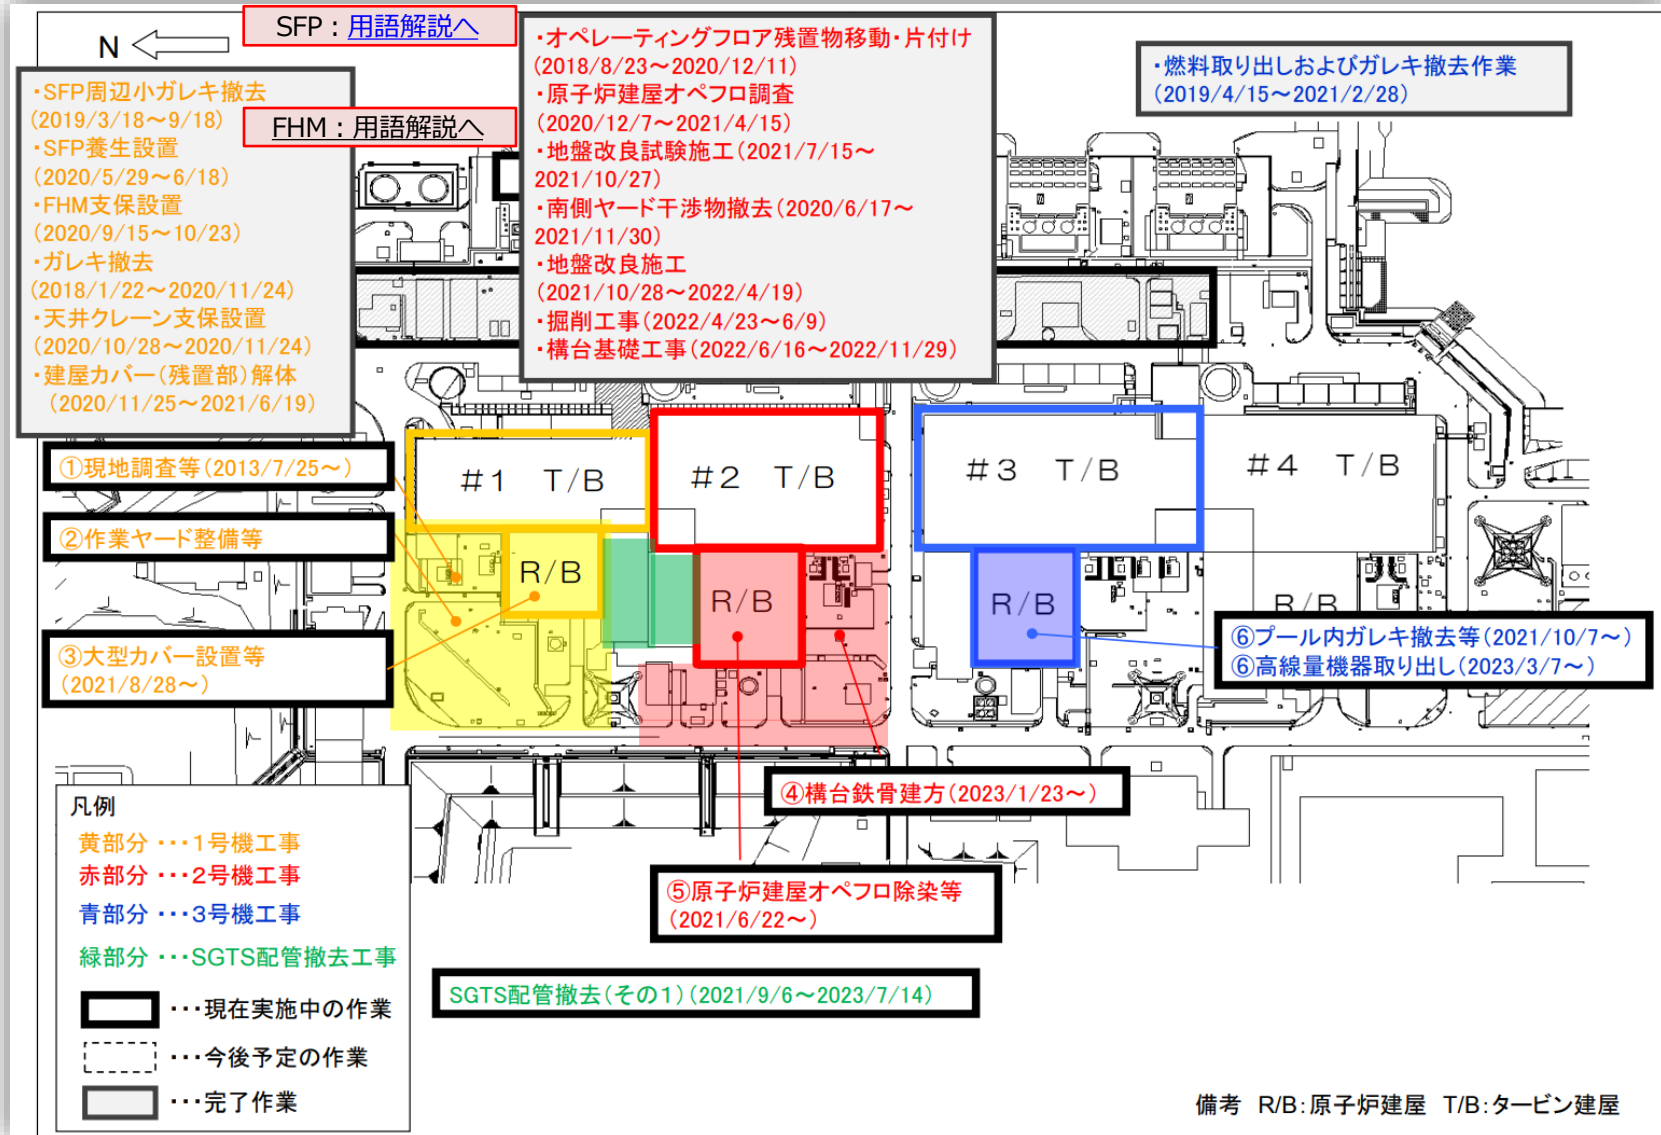 N
SFP：用語解説へ
FHM：用語解説へ
・SFP周辺小ガレキ撤去
(2019/3/18～9/18)
・SFP養生設置
(2020/5/29～6/18)
・FHM支保設置
(2020/9/15～10/23)
・ガレキ撤去
(2018/1/22～2020/11/24)
・天井クレーン支保設置
(2020/10/28～2020/11/24)
・建屋カバー(残置部)解体
(2020/11/25～2021/6/19)
・オペレーティングフロア残置物移動・片付け
(2018/8/23～2020/12/11)
・原子炉建屋オペフロ調査
(2020/12/7～2021/4/15)
・地盤改良試験施工(2021/7/15～
2021/10/27)
・南側ヤード干渉物撤去(2020/6/17～
2021/11/30)
・地盤改良施工
(2021/10/28～2022/4/19)
・掘削工事(2022/4/23～6/9)
・構台基礎工事(2022/6/16～2022/11/29)
・燃料取り出しおよびガレキ撤去作業
(2019/4/15～2021/2/28)
①現地調査等(2013/7/25～)
②作業ヤード整備等
③大型カバー設置等
(2021/8/28～)
#1 T/B
#2 T/B
#3 T/B
#4 T/B
R/B
R/B
R/B
R/B
⑥プール内ガレキ撤去等(2021/10/7～)
⑥高線量機器取り出し(2023/3/7～)
④構台鉄骨建方(2023/1/23～)
⑤原子炉建屋オペフロ除染等
(2021/6/22～)
SGTS配管撤去(その1)(2021/9/6～2023/7/14)
凡例
黄部分 ･･･1号機工事
赤部分 ･･･2号機工事
青部分 ･･･3号機工事
緑部分 ･･･SGTS配管撤去工事
･･･現在実施中の作業
･･･今後予定の作業
･･･完了作業
備考 R/B:原子炉建屋 T/B:タービン建屋